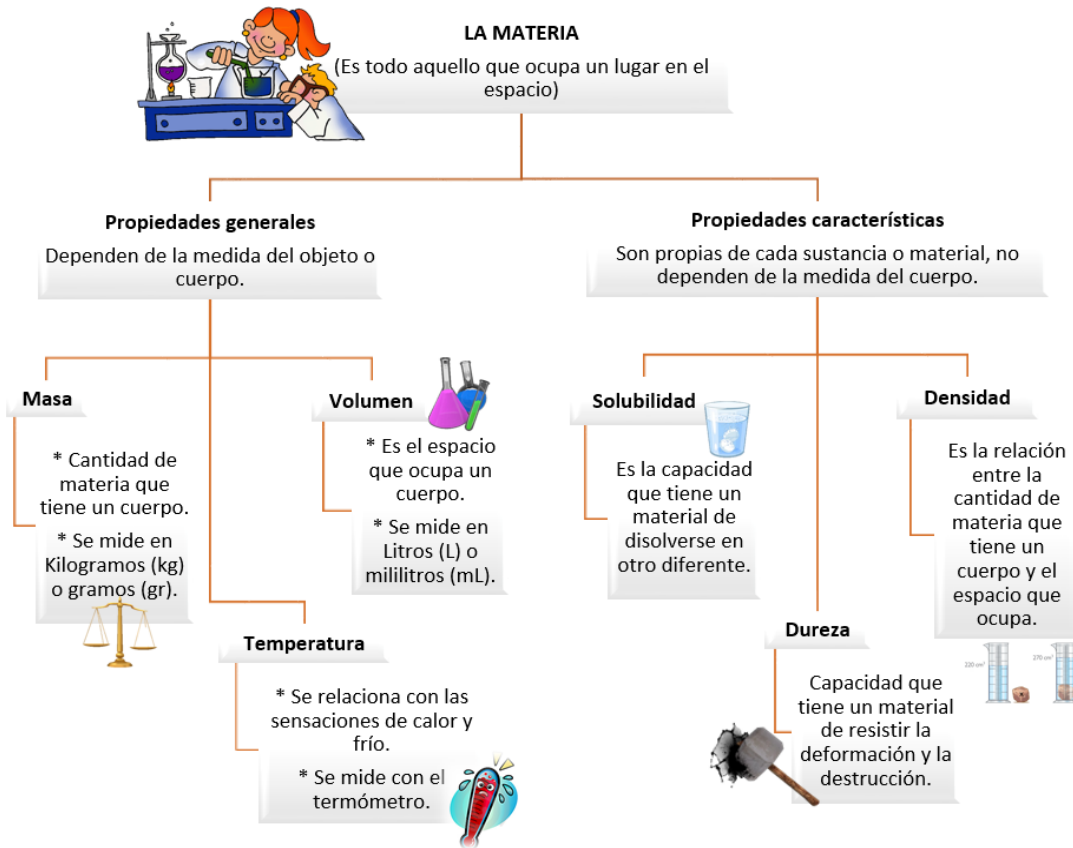 LA MATERIA
(Es todo aquello que ocupa un lugar en el
espacio)
Propiedades generales
Dependen de la medida del objeto o
cuerpo.
Propiedades características
Son propias de cada sustancia o material, no
dependen de la medida del cuerpo.
Masa
* Cantidad de
materia que
tiene un cuerpo.
* Se mide en
Kilogramos (kg)
o gramos (gr).
Volumen
* Es el espacio
que ocupa un
cuerpo.
* Se mide en
Litros (L) o
mililitros (mL).
Temperatura
* Se relaciona con las
sensaciones de calor y
frío.
* Se mide con el
termómetro.
Solubilidad
Es la capacidad
que tiene un
material de
disolverse en
otro diferente.
Densidad
Es la relación
entre la
cantidad de
materia que
tiene un
cuerpo y el
espacio que
ocupa.
220 cm³
270 cm³
Dureza
Capacidad que
tiene un material
de resistir la
deformación y la
destrucción.